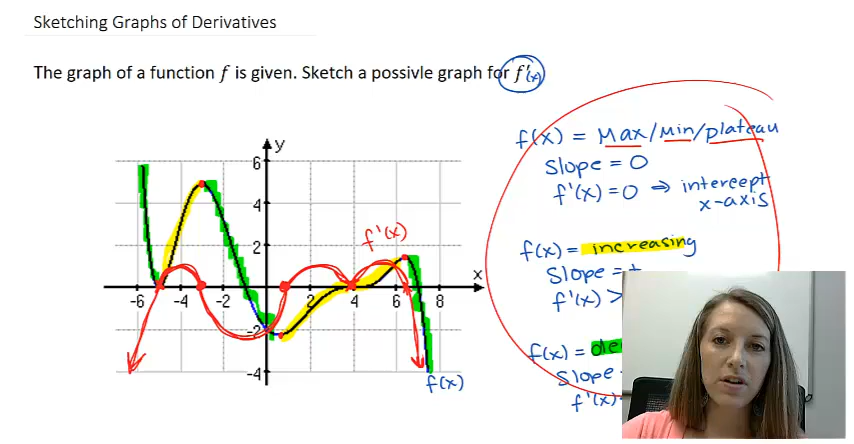 Sketching Graphs of Derivatives
The graph of a function f is given. Sketch a possivle graph for f'(x)
f(x) = Max/Min/plateau
Slope = 0
f'(x) = 0 ⇒ intercept
x-axis
f(x) = increasing
Slope = +
f'(x) >
f(x) =
Slope =
f'(x)
y
6
4
2
-2
-4
-6 -4 -2 2 4 6 8
x
f'(x)
f(x)